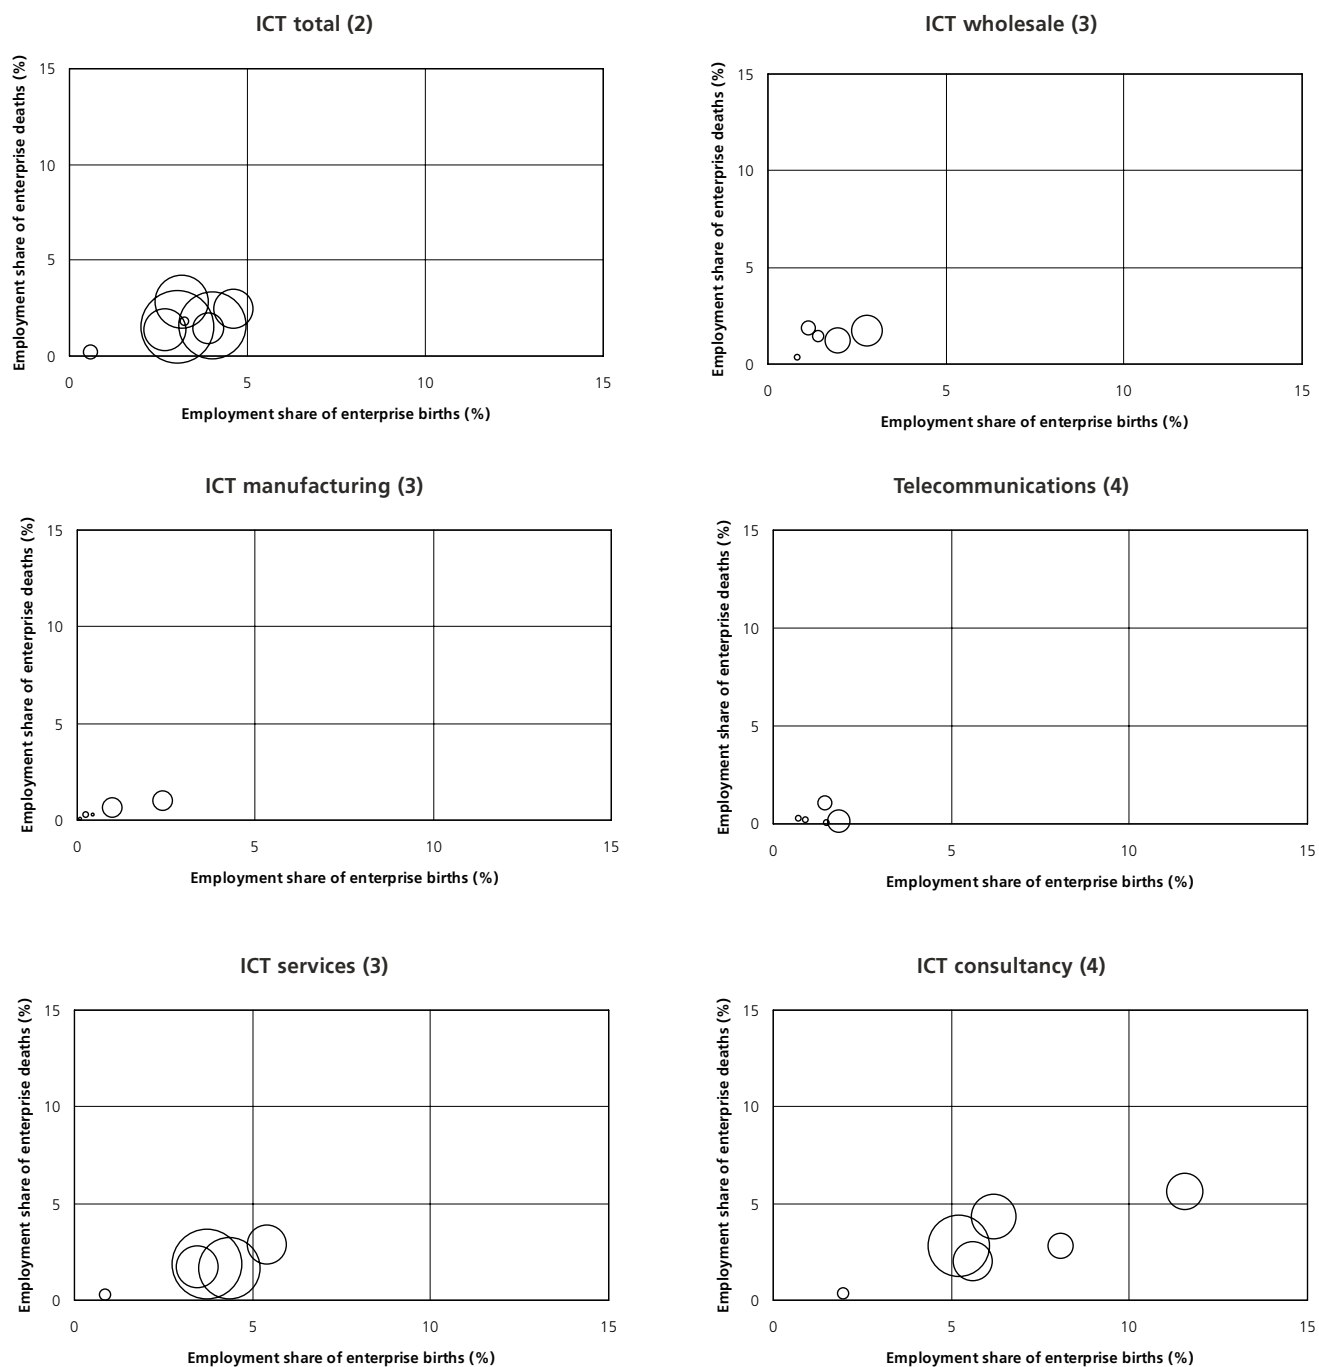 ICT total (2)
Employment share of enterprise deaths (%)
15
10
5
0
0 5 10 15
Employment share of enterprise births (%)
ICT wholesale (3)
Employment share of enterprise deaths (%)
15
10
5
0
0 5 10 15
Employment share of enterprise births (%)
ICT manufacturing (3)
Employment share of enterprise deaths (%)
15
10
5
0
0 5 10 15
Employment share of enterprise births (%)
Telecommunications (4)
Employment share of enterprise deaths (%)
15
10
5
0
0 5 10 15
Employment share of enterprise births (%)
ICT services (3)
Employment share of enterprise deaths (%)
15
10
5
0
0 5 10 15
Employment share of enterprise births (%)
ICT consultancy (4)
Employment share of enterprise deaths (%)
15
10
5
0
0 5 10 15
Employment share of enterprise births (%)